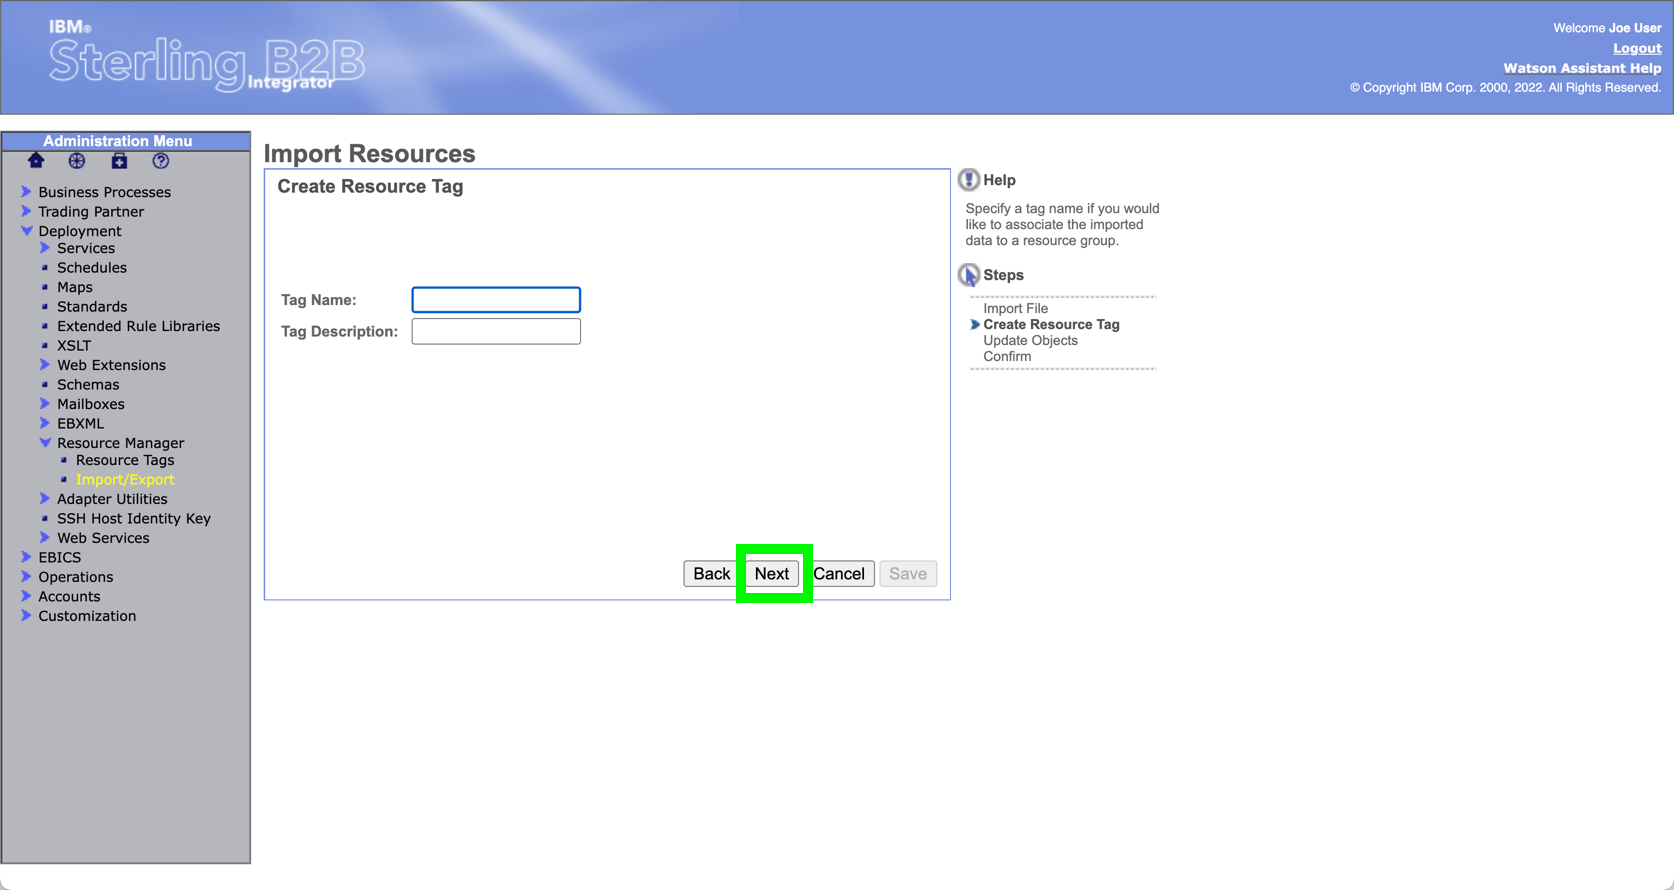 IBM®
Sterling B2B
Integrator
Welcome Joe User
Logout
Watson Assistant Help
© Copyright IBM Corp. 2000, 2022. All Rights Reserved.
Administration Menu
Business Processes
Trading Partner
Deployment
Services
Schedules
Maps
Standards
Extended Rule Libraries
XSLT
Web Extensions
Schemas
Mailboxes
EBXML
Resource Manager
Resource Tags
Import/Export
Adapter Utilities
SSH Host Identity Key
Web Services
EBICS
Operations
Accounts
Customization
Import Resources
Create Resource Tag
Tag Name:
Tag Description:
Back Next Cancel Save
Help
Specify a tag name if you would
like to associate the imported
data to a resource group.
Steps
Import File
Create Resource Tag
Update Objects
Confirm